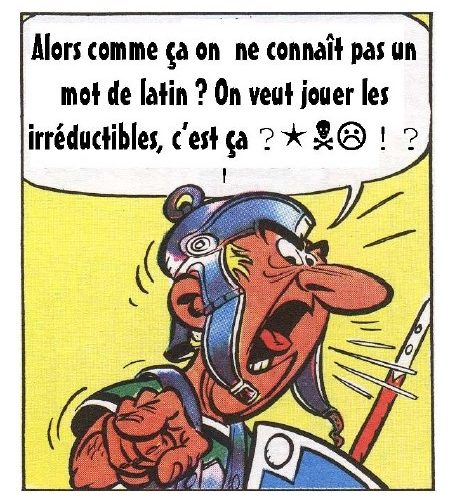 Alors comme ça on ne connaît pas un
mot de latin ? On veut jouer les
irréductibles, c'est ça ?★☠☹ ! ?
!